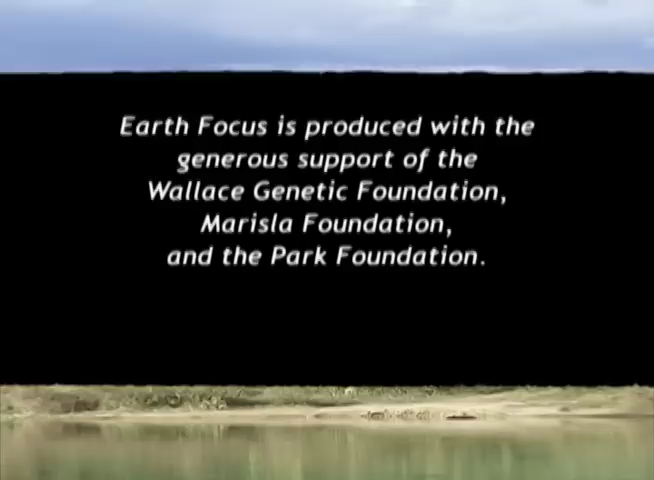 Earth Focus is produced with the
generous support of the
Wallace Genetic Foundation,
Marisla Foundation,
and the Park Foundation.